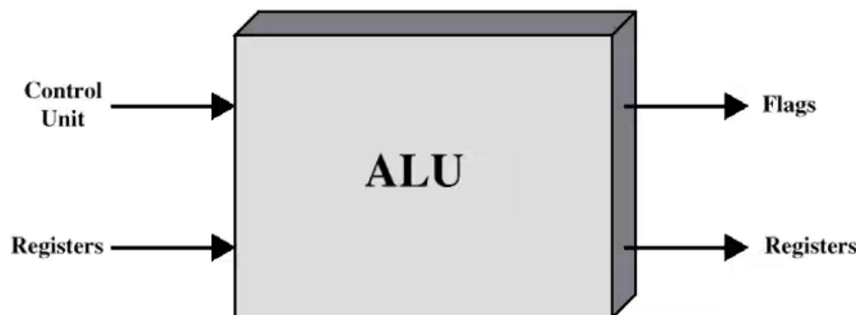 Control
Unit
Flags
ALU
Registers
Registers